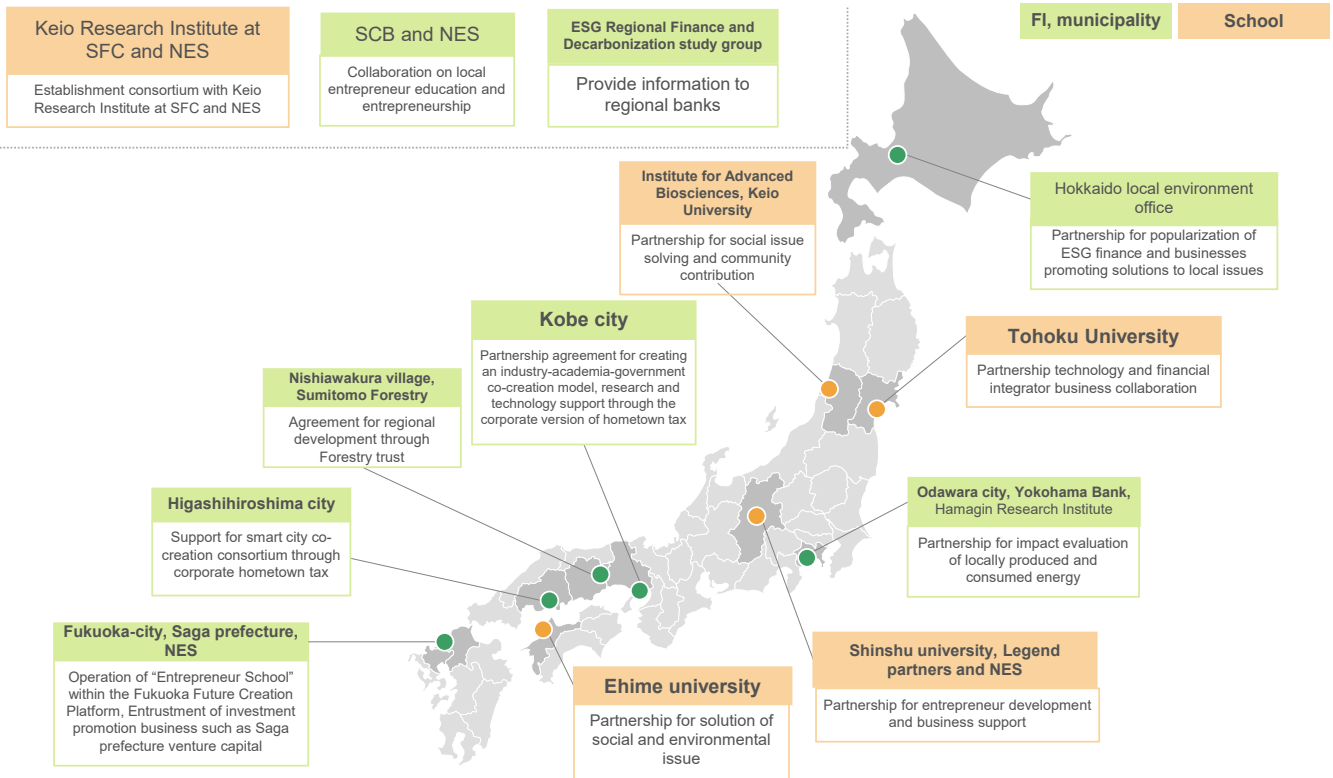 Keio Research Institute at
SFC and NES
Establishment consortium with Keio
Research Institute at SFC and NES
SCB and NES
Collaboration on local
entrepreneur education and
entrepreneurship
ESG Regional Finance and
Decarbonization study group
Provide information to
regional banks
FI, municipality
School
Institute for Advanced
Biosciences, Keio
University
Partnership for social issue
solving and community
contribution
Hokkaido local environment
office
Partnership for popularization of
ESG finance and businesses
promoting solutions to local issues
Kobe city
Partnership agreement for creating
an industry-academia-government
co-creation model, research and
technology support through the
corporate version of hometown tax
Tohoku University
Partnership technology and financial
integrator business collaboration
Nishiawakura village,
Sumitomo Forestry
Agreement for regional
development through
Forestry trust
Higashihiroshima city
Support for smart city co-
creation consortium through
corporate hometown tax
Odawara city, Yokohama Bank,
Hamagin Research Institute
Partnership for impact evaluation
of locally produced and
consumed energy
Fukuoka-city, Saga prefecture,
NES
Operation of “Entrepreneur School”
within the Fukuoka Future Creation
Platform, Entrustment of investment
promotion business such as Saga
prefecture venture capital
Ehime university
Partnership for solution of
social and environmental
issue
Shinshu university, Legend
partners and NES
Partnership for entrepreneur development
and business support